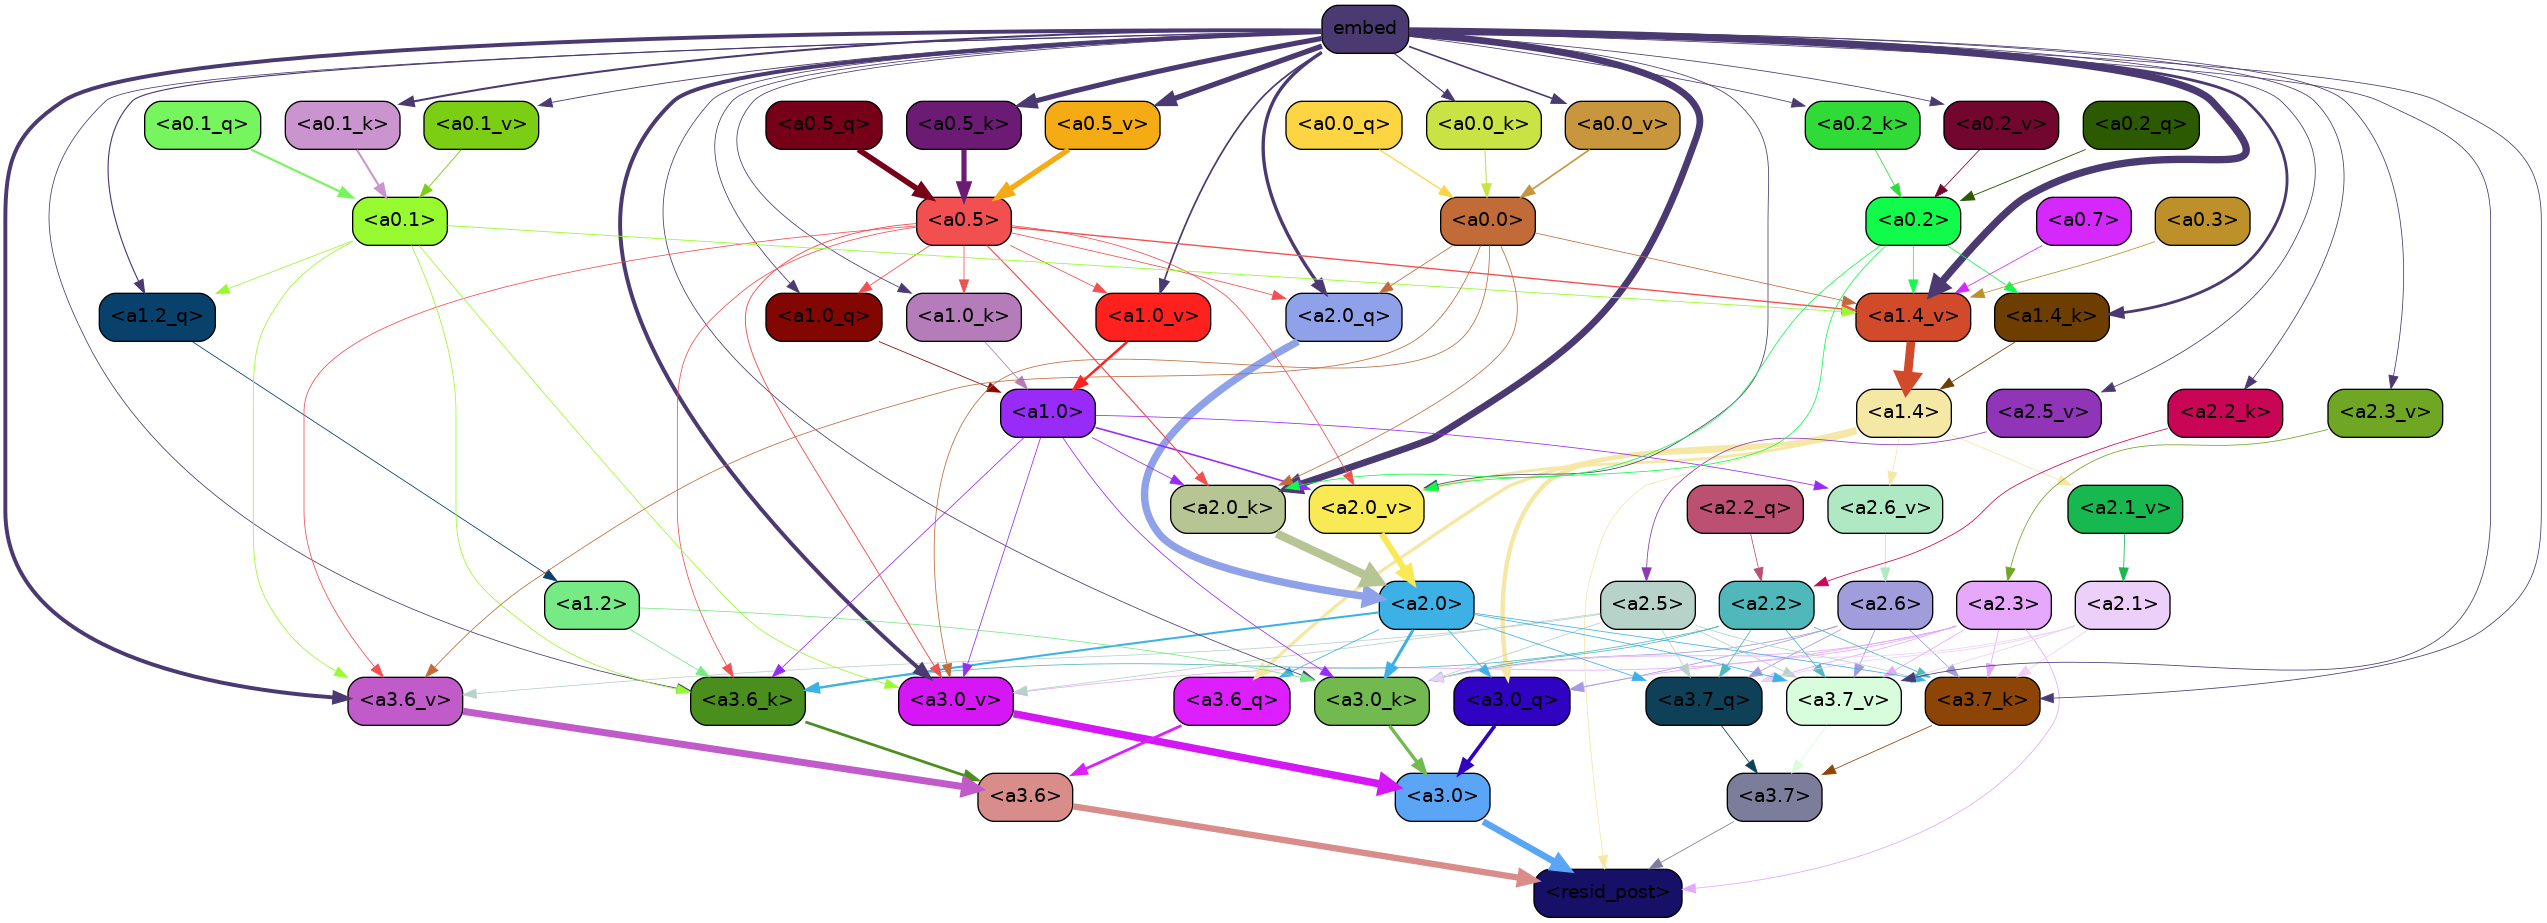 embed
<a0.1_q> <a0.1_k> <a0.1_v> <a0.5_q> <a0.5_k> <a0.5_v> <a0.0_q> <a0.0_k> <a0.0_v> <a0.2_k> <a0.2_v> <a0.2_q>
<a0.1> <a0.5> <a0.0> <a0.2> <a0.7> <a0.3>
<a1.2_q> <a1.0_q> <a1.0_k> <a1.0_v> <a2.0_q> <a1.4_v> <a1.4_k>
<a1.0> <a1.4> <a2.5_v> <a2.2_k> <a2.3_v>
<a2.0_k> <a2.0_v> <a2.2_q> <a2.6_v> <a2.1_v>
<a1.2> <a2.0> <a2.5> <a2.2> <a2.6> <a2.3> <a2.1>
<a3.6_v> <a3.6_k> <a3.0_v> <a3.6_q> <a3.0_k> <a3.0_q> <a3.7_q> <a3.7_v> <a3.7_k>
<a3.6> <a3.0> <a3.7>
<resid_post>